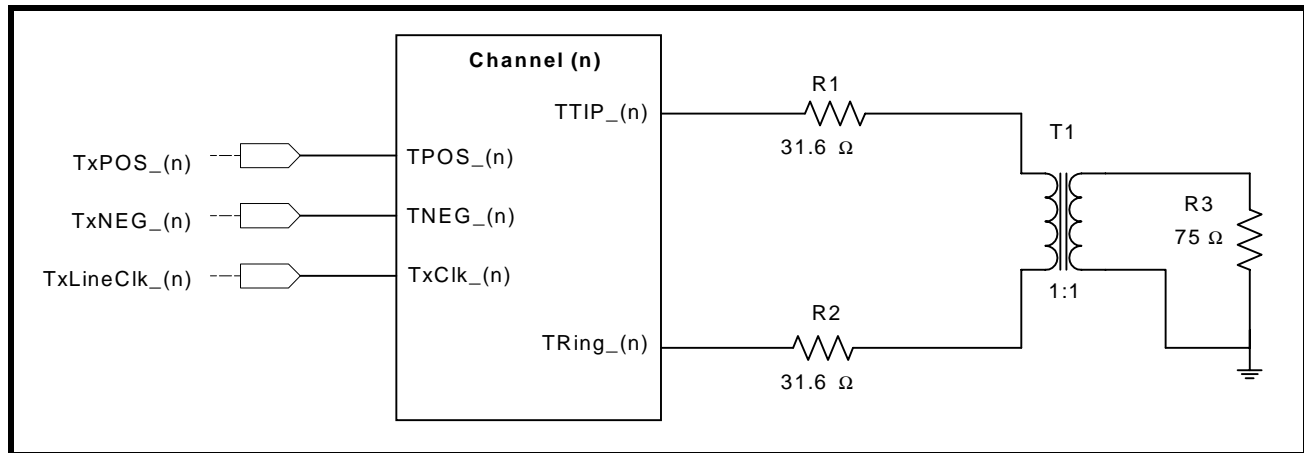 Channel (n)
TTIP_(n)
R1
31.6 Ω
T1
TxPOS_(n)
TPOS_(n)
TxNEG_(n)
TNEG_(n)
R3
75 Ω
TxLineClk_(n)
TxClk_(n)
1:1
R2
TRing_(n)
31.6 Ω